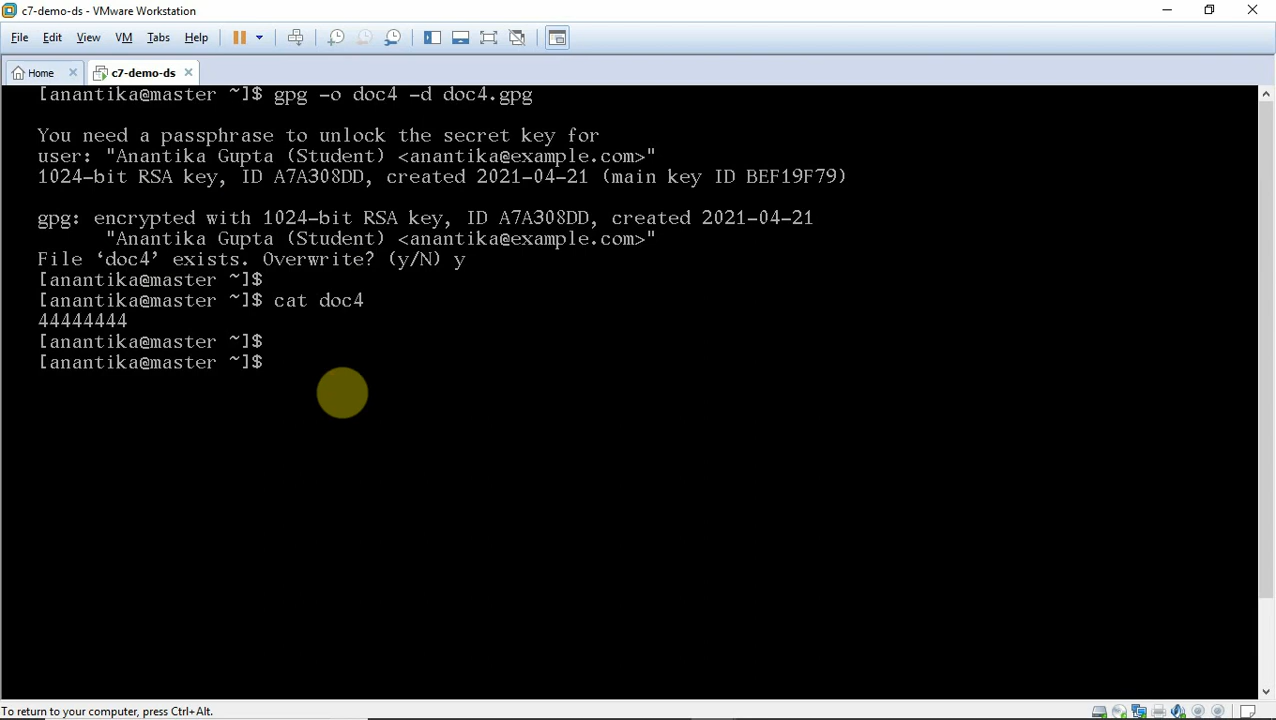 c7-demo-ds - VMware Workstation
File Edit View VM Tabs Help
Home c7-demo-ds
[anantika@master ~]$ gpg -o doc4 -d doc4.gpg
You need a passphrase to unlock the secret key for
user: "Anantika Gupta (Student) <anantika@example.com>"
1024-bit RSA key, ID A7A308DD, created 2021-04-21 (main key ID BEF19F79)
gpg: encrypted with 1024-bit RSA key, ID A7A308DD, created 2021-04-21
"Anantika Gupta (Student) <anantika@example.com>"
File ‘doc4’ exists. Overwrite? (y/N) y
[anantika@master ~]$
[anantika@master ~]$ cat doc4
44444444
[anantika@master ~]$
[anantika@master ~]$
To return to your computer, press Ctrl+Alt.